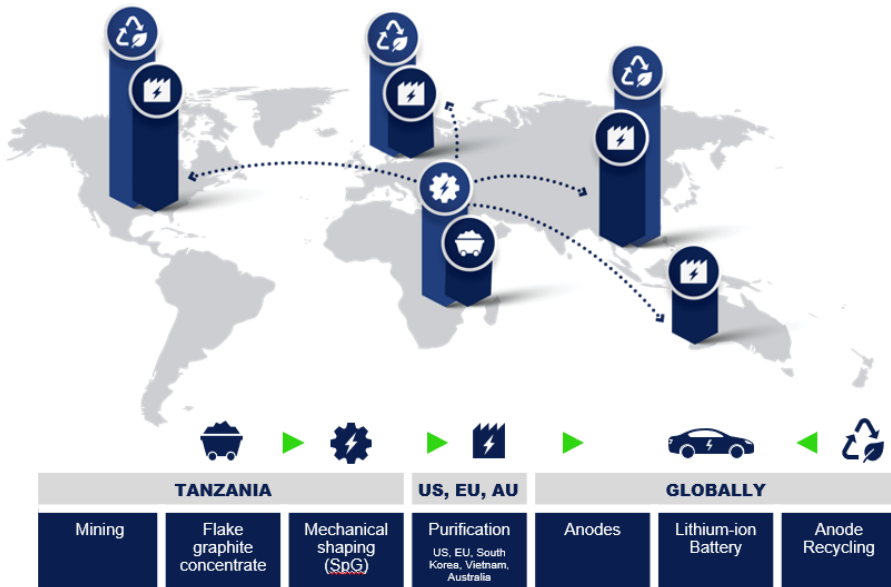 TANZANIA
US, EU, AU
GLOBALLY
Mining
Flake
graphite
concentrate
Mechanical
shaping
(SpG)
Purification
US, EU, South
Korea, Vietnam,
Australia
Anodes
Lithium-ion
Battery
Anode
Recycling